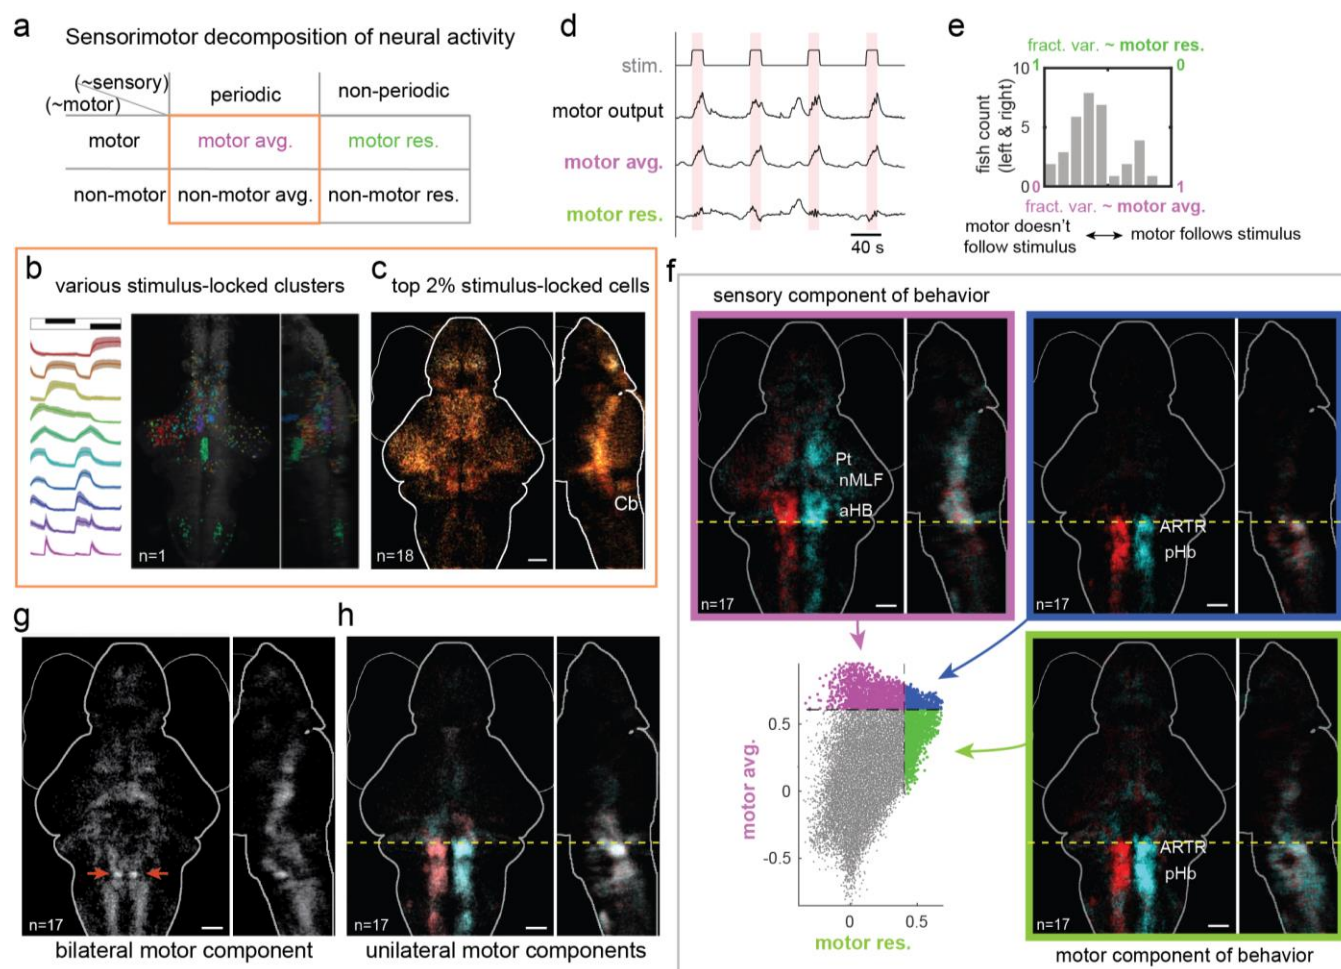 a
Sensorimotor decomposition of neural activity
(~sensory)
(~motor)
periodic
non-periodic
motor
motor avg.
motor res.
non-motor
non-motor avg.
non-motor res.
b
various stimulus-locked clusters
n=1
c
top 2% stimulus-locked cells
Cb
n=18
d
stim.
motor output
motor avg.
motor res.
40 s
e
fract. var. ~ motor res.
1
0
10
5
0
fish count
(left & right)
0
1
fract. var. ~ motor avg.
motor doesn't
follow stimulus
motor follows stimulus
f
sensory component of behavior
Pt
nMLF
aHB
n=17
ARTR
pHb
n=17
0.5
0
-0.5
motor avg.
0
0.5
motor res.
ARTR
pHb
n=17
motor component of behavior
g
n=17
bilateral motor component
h
n=17
unilateral motor components